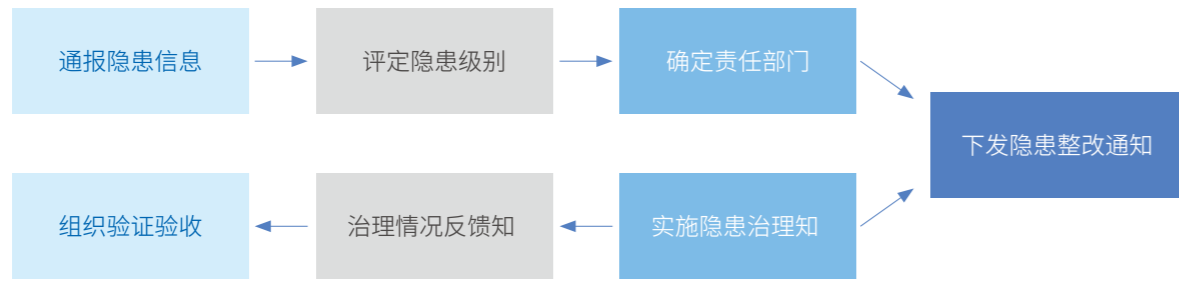 通报隐患信息
评定隐患级别
确定责任部门
下发隐患整改通知
实施隐患治理知
治理情况反馈知
组织验证验收